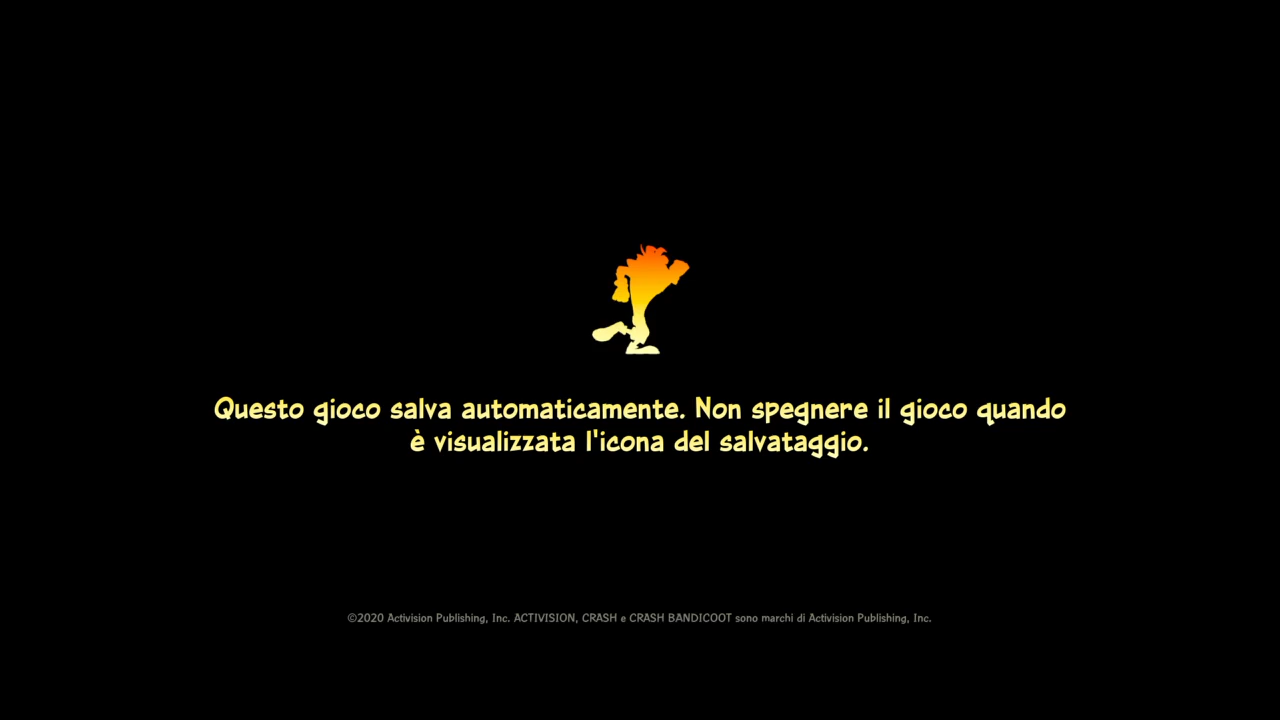 Questo gioco salva automaticamente. Non spegnere il gioco quando
è visualizzata l'icona del salvataggio.
©2020 Activision Publishing, Inc. ACTIVISION, CRASH e CRASH BANDICOOT sono marchi di Activision Publishing, Inc.